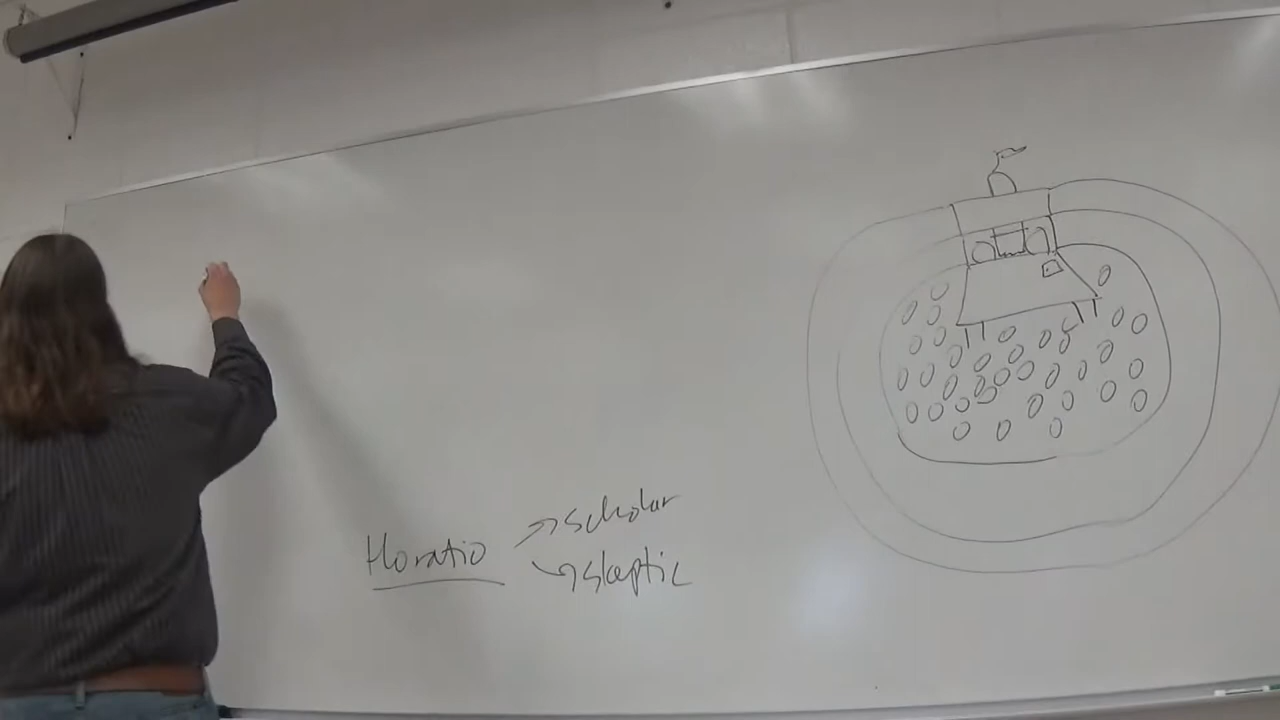 Horatio → scholar
→ skeptic